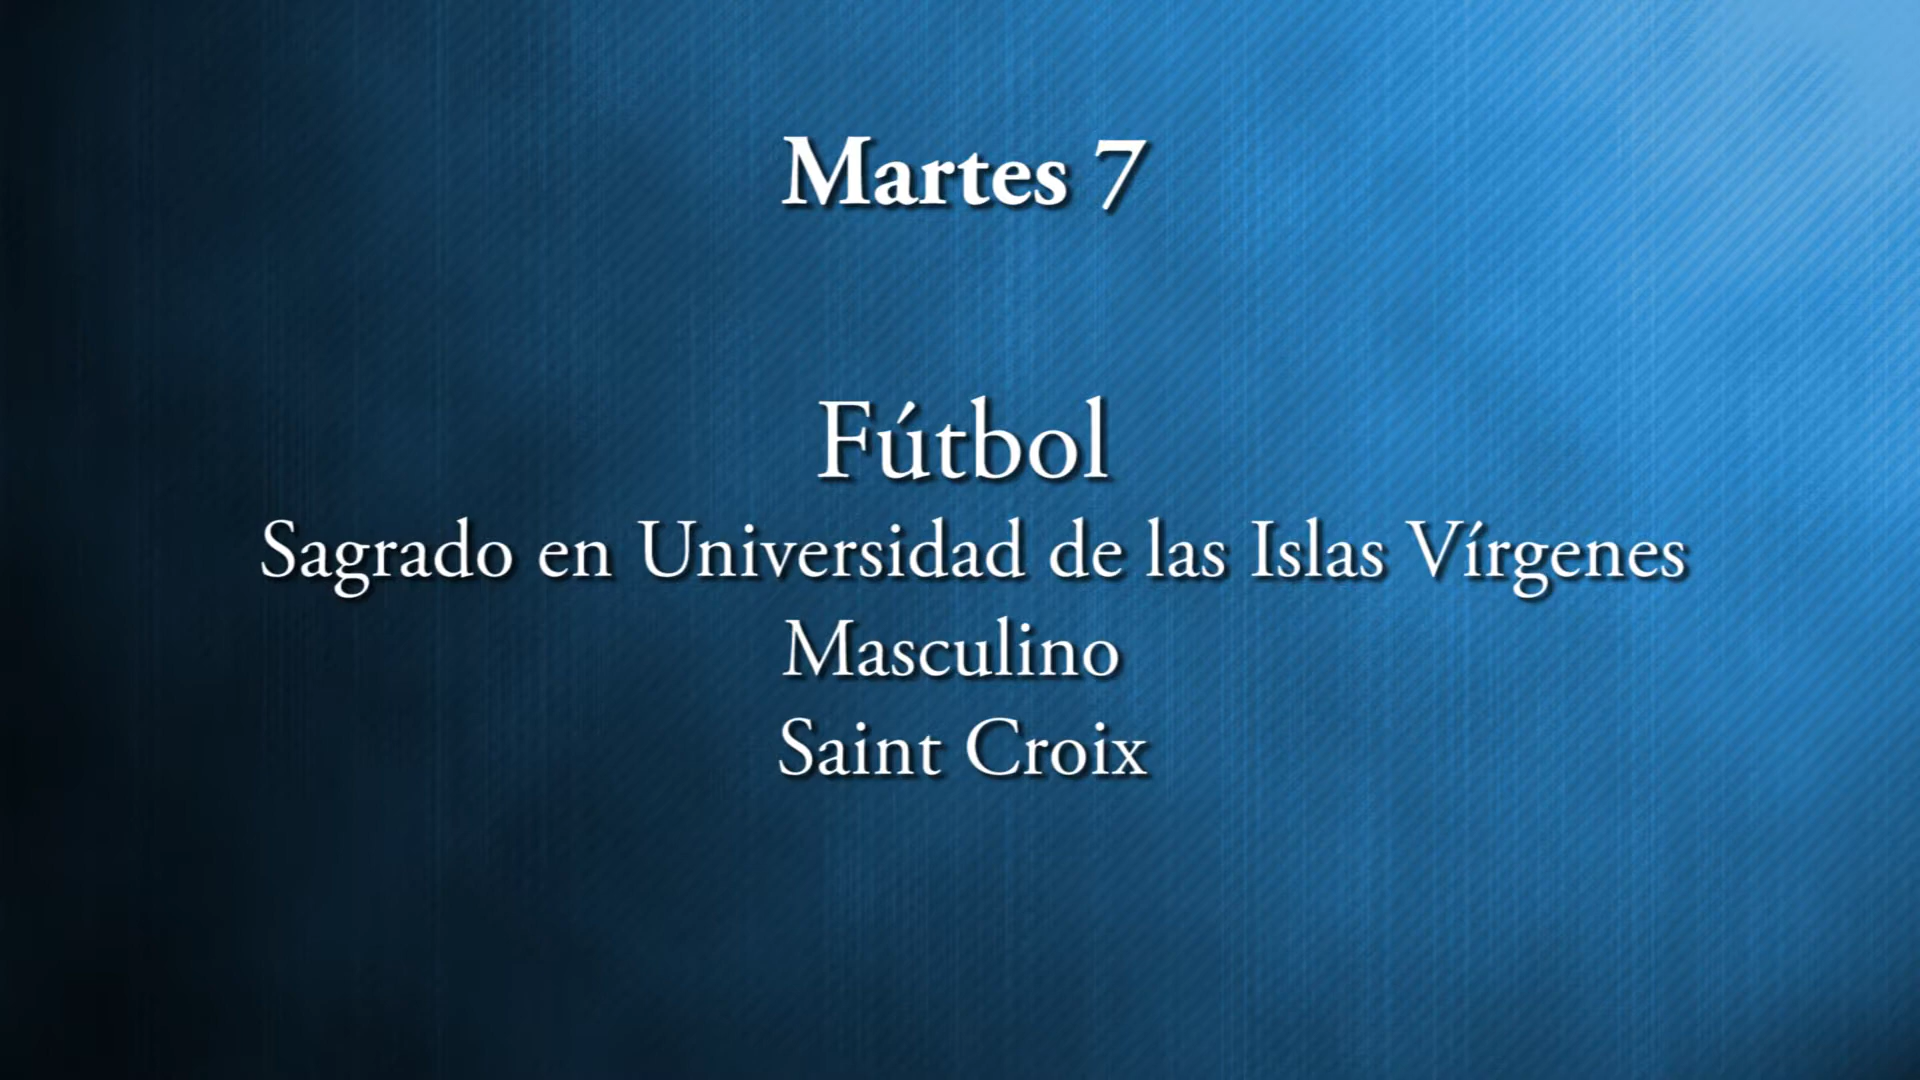 Martes 7
Fútbol
Sagrado en Universidad de las Islas Vírgenes
Masculino
Saint Croix